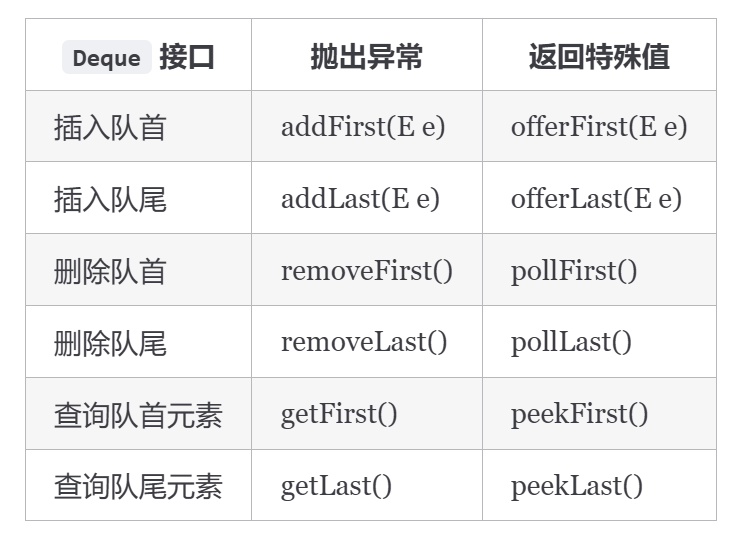 Deque 接口 抛出异常 返回特殊值
插入队首 addFirst(E e) offerFirst(E e)
插入队尾 addLast(E e) offerLast(E e)
删除队首 removeFirst() pollFirst()
删除队尾 removeLast() pollLast()
查询队首元素 getFirst() peekFirst()
查询队尾元素 getLast() peekLast()